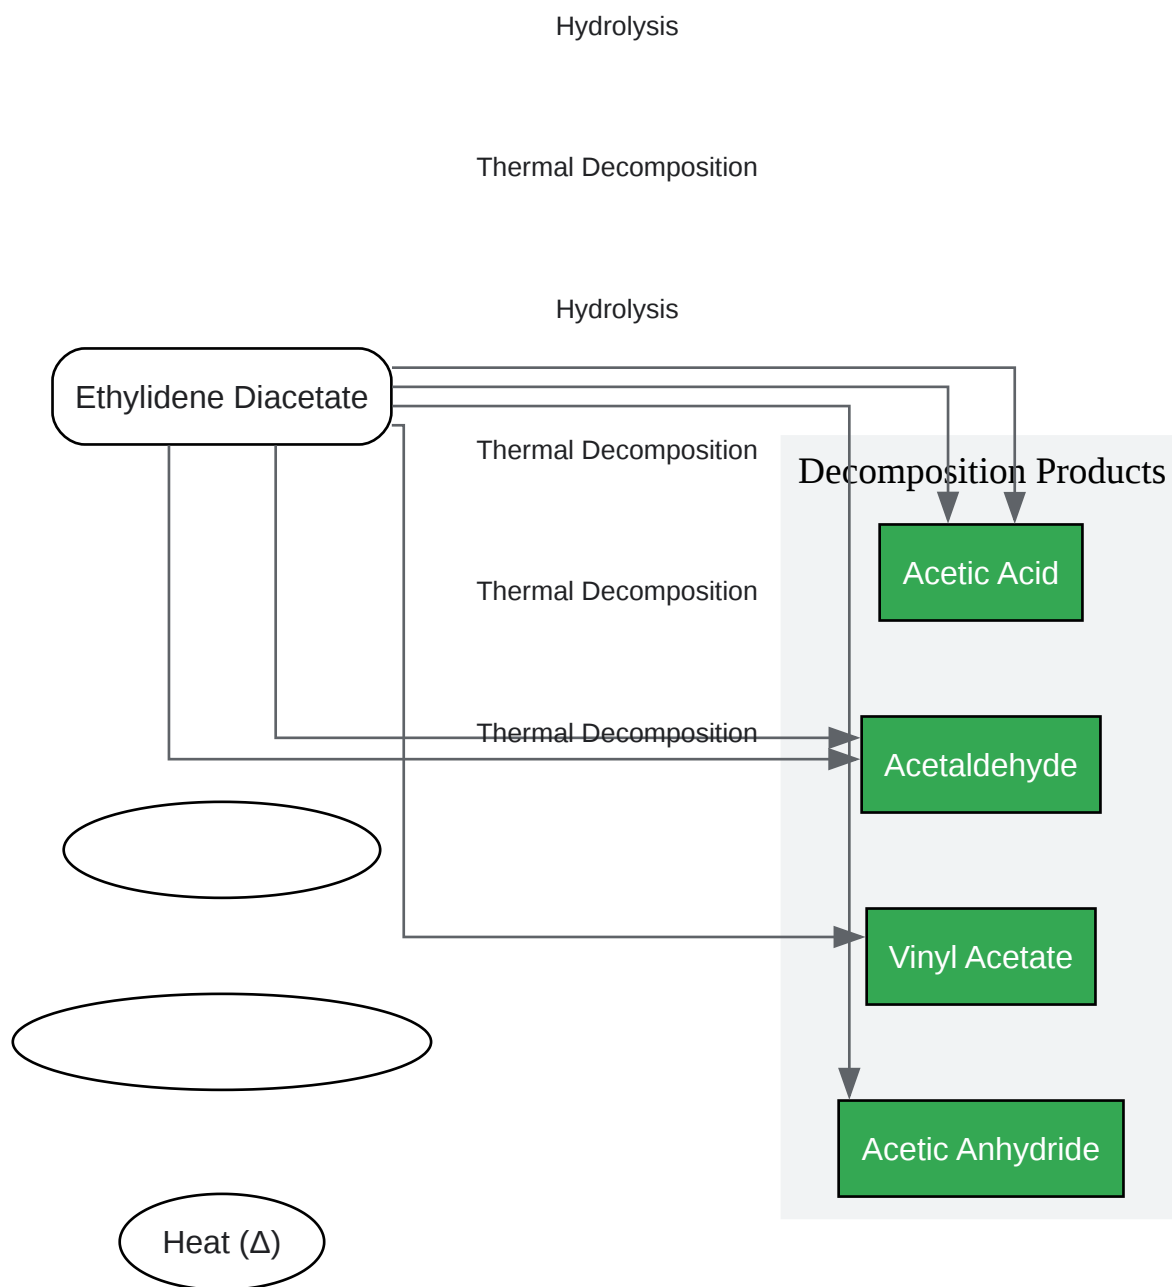 Hydrolysis
Thermal Decomposition
Hydrolysis
Ethylidene Diacetate
Thermal Decomposition
Decomposition Products
Acetic Acid
Thermal Decomposition
Thermal Decomposition
Acetaldehyde
Vinyl Acetate
Acetic Anhydride
Heat (Δ)